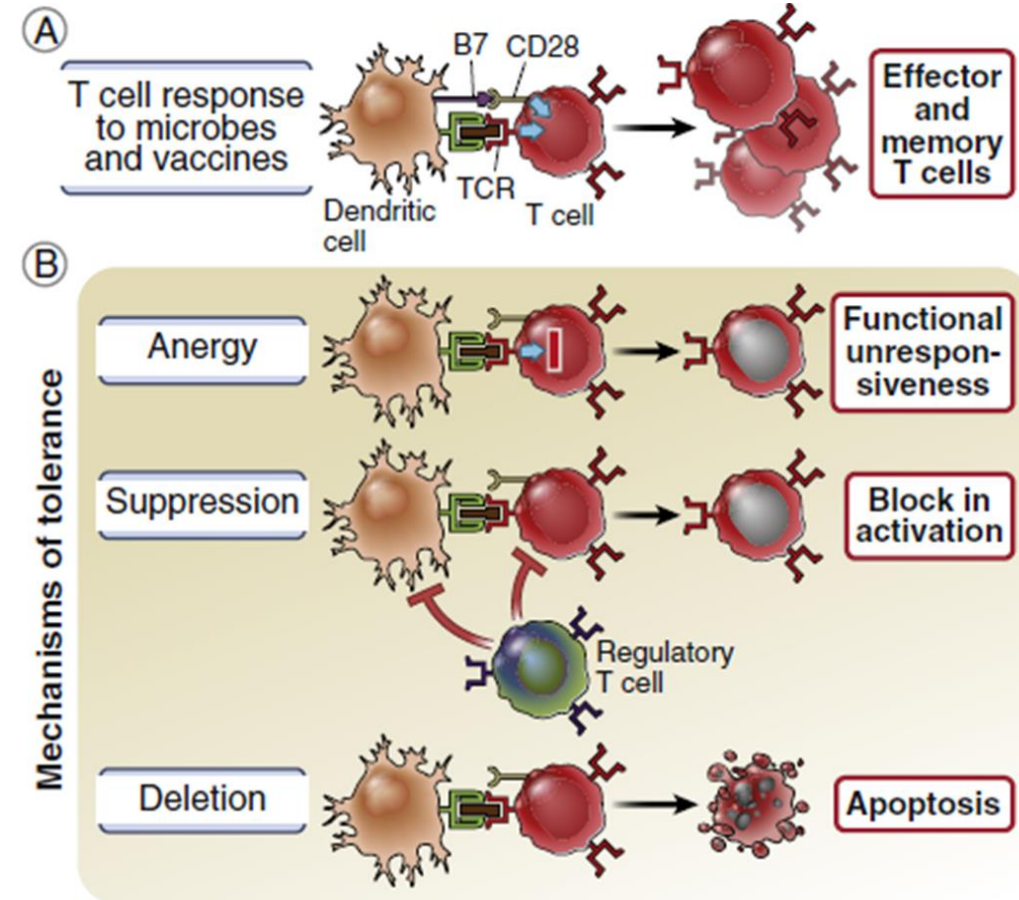 A
T cell response
to microbes
and vaccines
B7
CD28
TCR
Dendritic
cell
T cell
Effector
and
memory
T cells
B
Mechanisms of tolerance
Anergy
Functional
unrespon-
siveness
Suppression
Block in
activation
Regulatory
T cell
Deletion
Apoptosis